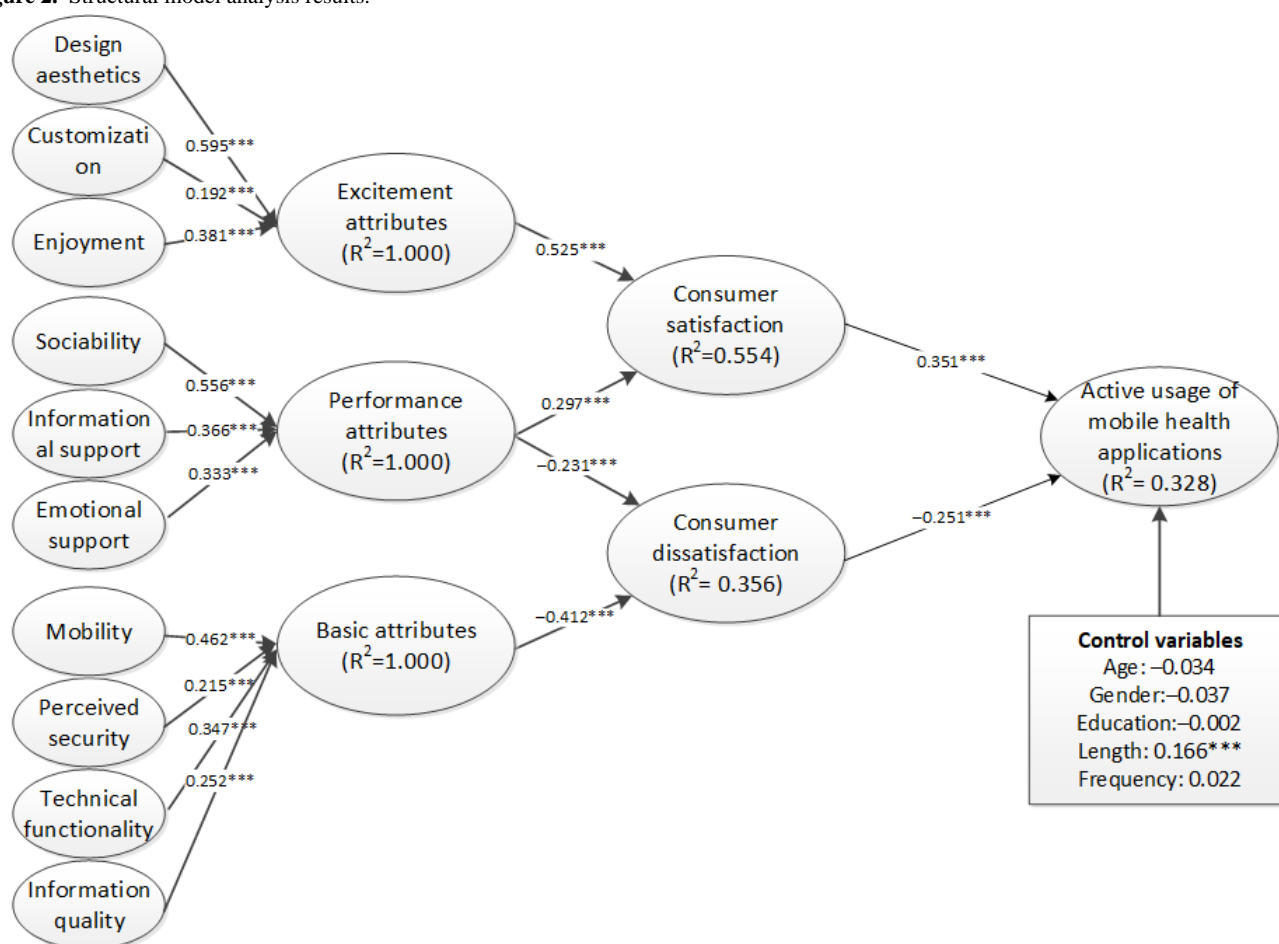 Figure 2. Structural model analysis results.
Design
aesthetics
Customizati
on
Enjoyment
0.595***
0.192***
0.381***
Excitement
attributes
(R²=1.000)
0.525***
Sociability
Information
al support
Emotional
support
0.556***
0.366***
0.333***
Performance
attributes
(R²=1.000)
0.297***
–0.231***
Mobility
Perceived
security
Technical
functionality
Information
quality
0.462***
0.215***
0.347***
0.252***
Basic attributes
(R²=1.000)
–0.412***
Consumer
satisfaction
(R²=0.554)
0.351***
Consumer
dissatisfaction
(R²= 0.356)
–0.251***
Active usage of
mobile health
applications
(R²= 0.328)
Control variables
Age: –0.034
Gender:–0.037
Education:–0.002
Length: 0.166***
Frequency: 0.022